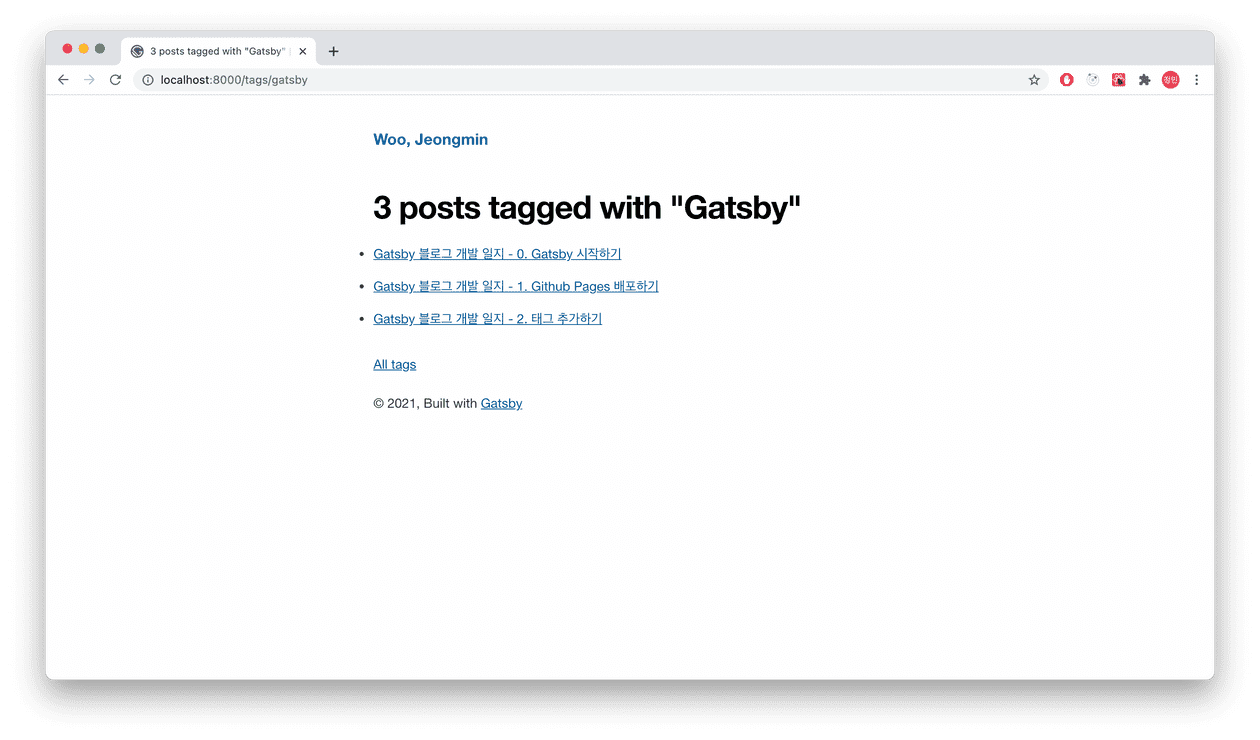 3 posts tagged with "Gatsby"
localhost:8000/tags/gatsby
정민
Woo, Jeongmin
3 posts tagged with "Gatsby"
Gatsby 블로그 개발 일지 - 0. Gatsby 시작하기
Gatsby 블로그 개발 일지 - 1. Github Pages 배포하기
Gatsby 블로그 개발 일지 - 2. 태그 추가하기
All tags
© 2021, Built with Gatsby